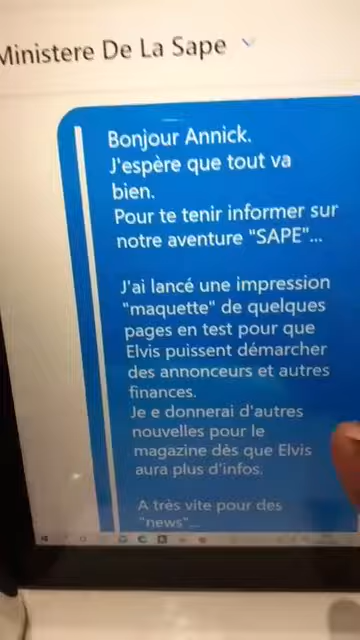 Ministere De La Sape
Bonjour Annick.
J'espère que tout va
bien.
Pour te tenir informer sur
notre aventure "SAPE"...
J'ai lancé une impression
"maquette" de quelques
pages en test pour que
Elvis puissent démarcher
des annonceurs et autres
finances.
Je e donnerai d'autres
nouvelles pour le
magazine dès que Elvis
aura plus d'infos.
A très vite pour des
"news"...